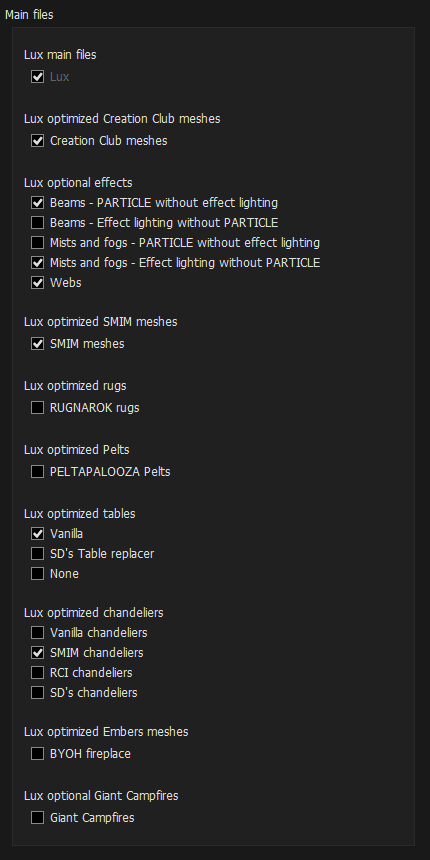 Main files
Lux main files
Lux
Lux optimized Creation Club meshes
Creation Club meshes
Lux optional effects
Beams - PARTICLE without effect lighting
Beams - Effect lighting without PARTICLE
Mists and fogs - PARTICLE without effect lighting
Mists and fogs - Effect lighting without PARTICLE
Webs
Lux optimized SMIM meshes
SMIM meshes
Lux optimized rugs
RUGNAROK rugs
Lux optimized Pelts
PELTAPALOOZA Pelts
Lux optimized tables
Vanilla
SD's Table replacer
None
Lux optimized chandeliers
Vanilla chandeliers
SMIM chandeliers
RCI chandeliers
SD's chandeliers
Lux optimized Embers meshes
BYOH fireplace
Lux optional Giant Campfires
Giant Campfires